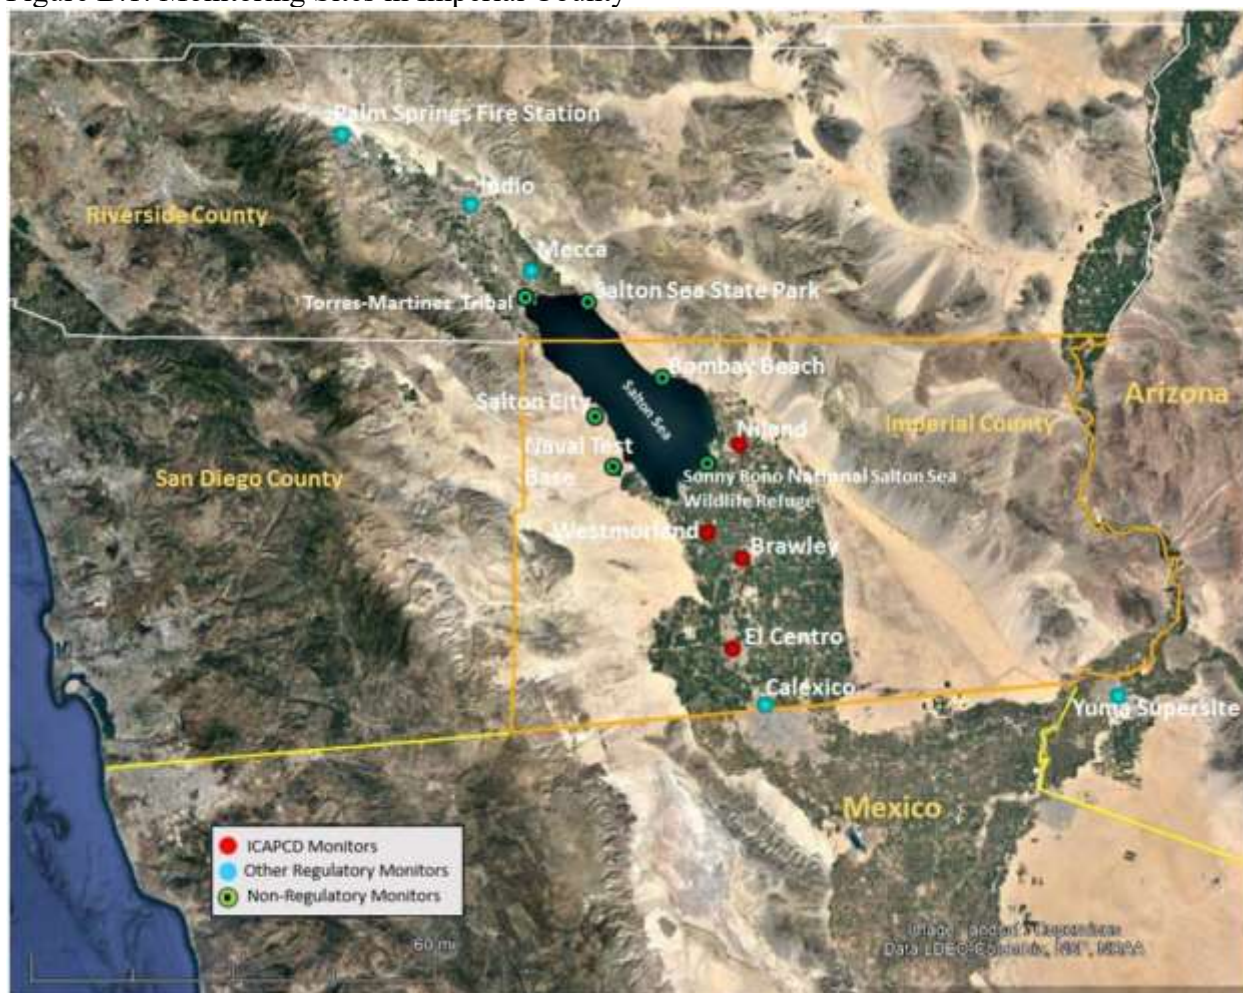 Palm Springs Fire Station
Indio
Riverside County
Mecca
Torres-Martinez Tribal
Salton Sea State Park
Bombay Beach
Arizona
Salton City
Salton Sea
Imperial County
Niland
Naval Test
Base
San Diego County
Sonny Bono National Salton Sea
Wildlife Refuge
Westmorland
Brawley
El Centro
Calexico
Yuma Supersite
Mexico
ICAPCD Monitors
Other Regulatory Monitors
Non-Regulatory Monitors
60 mi